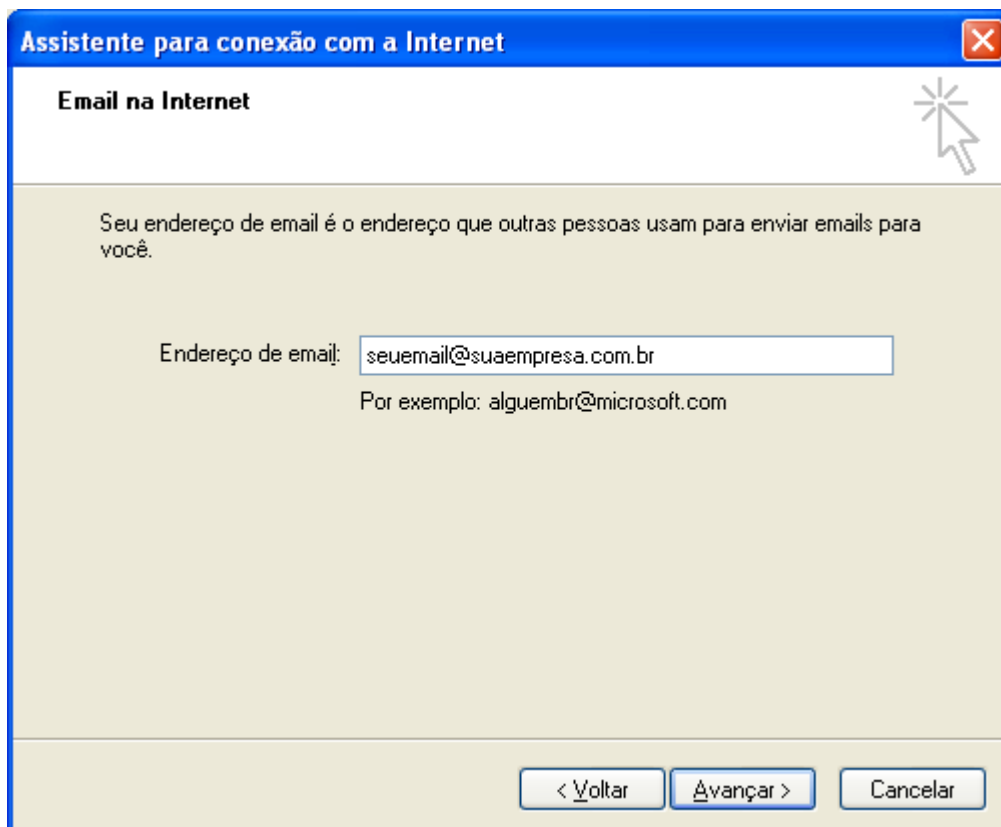 Assistente para conexão com a Internet
Email na Internet
Seu endereço de email é o endereço que outras pessoas usam para enviar emails para
você.
Endereço de email: seuemail@suaempresa.com.br
Por exemplo: alguembr@microsoft.com
< Voltar Avançar > Cancelar